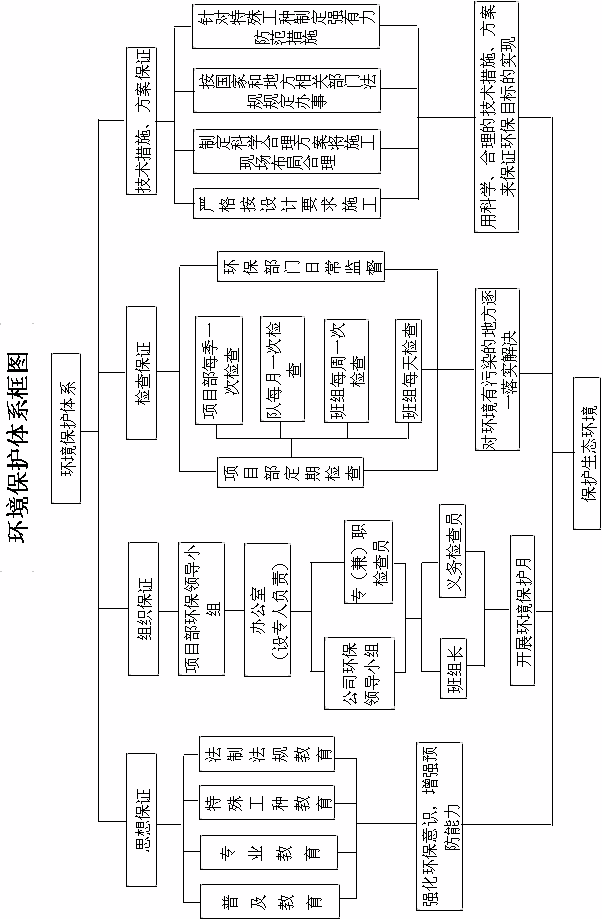 环境保护体系框图
环境保护体系
思想保证
组织保证
检查保证
技术措施、方案保证
普及教育
专业教育
特殊工种教育
法制法规教育
强化环保意识，增强预
防能力
项目部环保领导小
组
办公室
（设专人负责）
公司环保
领导小组
专（兼）职
检查员
班组长
义务检查员
开展环境保护月
项目部定期检查
项目部每季一
次检查
队每月一次检
查
班组每周一次
检查
班组每天检查
环保部门日常监督
对环境有污染的地方逐
一落实解决
严格按设计要求施工
制定科学合理方案将施工
现场布局合理
按国家和地方相关部门法
规规定办事
针对特殊工种制定强有力
防范措施
用科学、合理的技术措施、方案
来保证环保目标的实现
保护生态环境